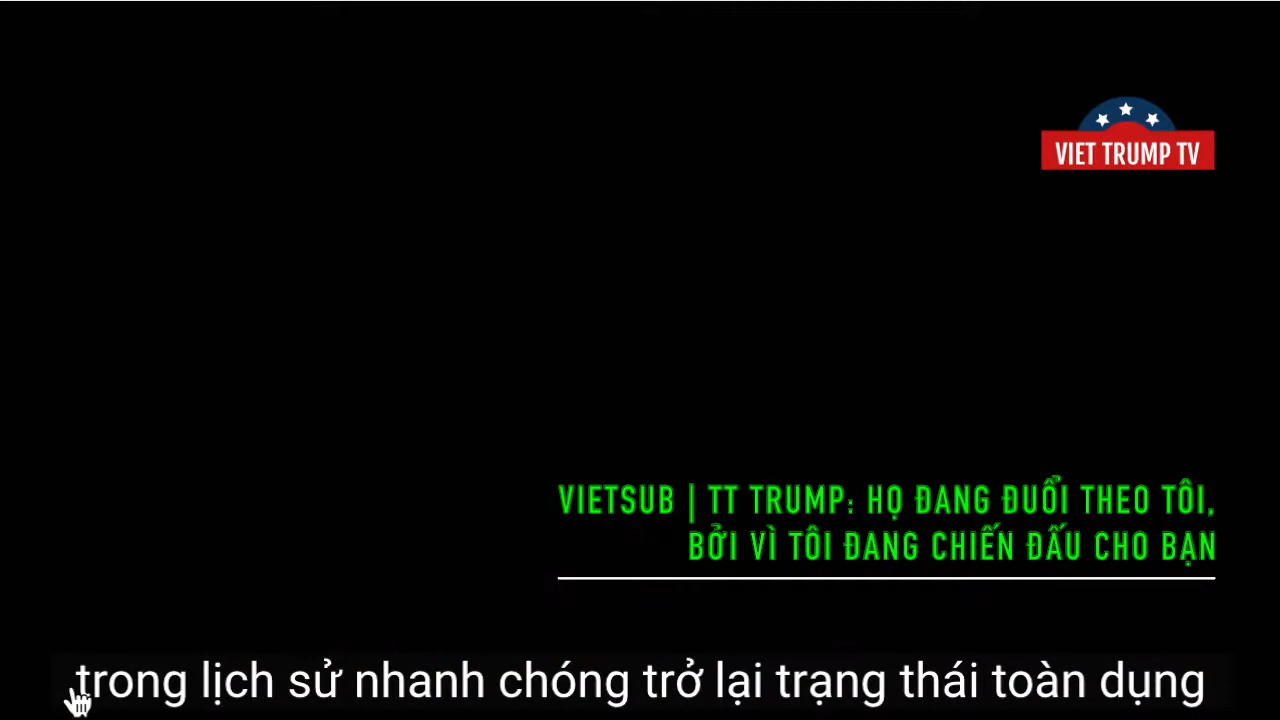 VIET TRUMP TV
VIETSUB | TT TRUMP: HỌ ĐANG ĐUỔI THEO TÔI,
BỞI VÌ TÔI ĐANG CHIẾN ĐẤU CHO BẠN
trong lịch sử nhanh chóng trở lại trạng thái toàn dụng